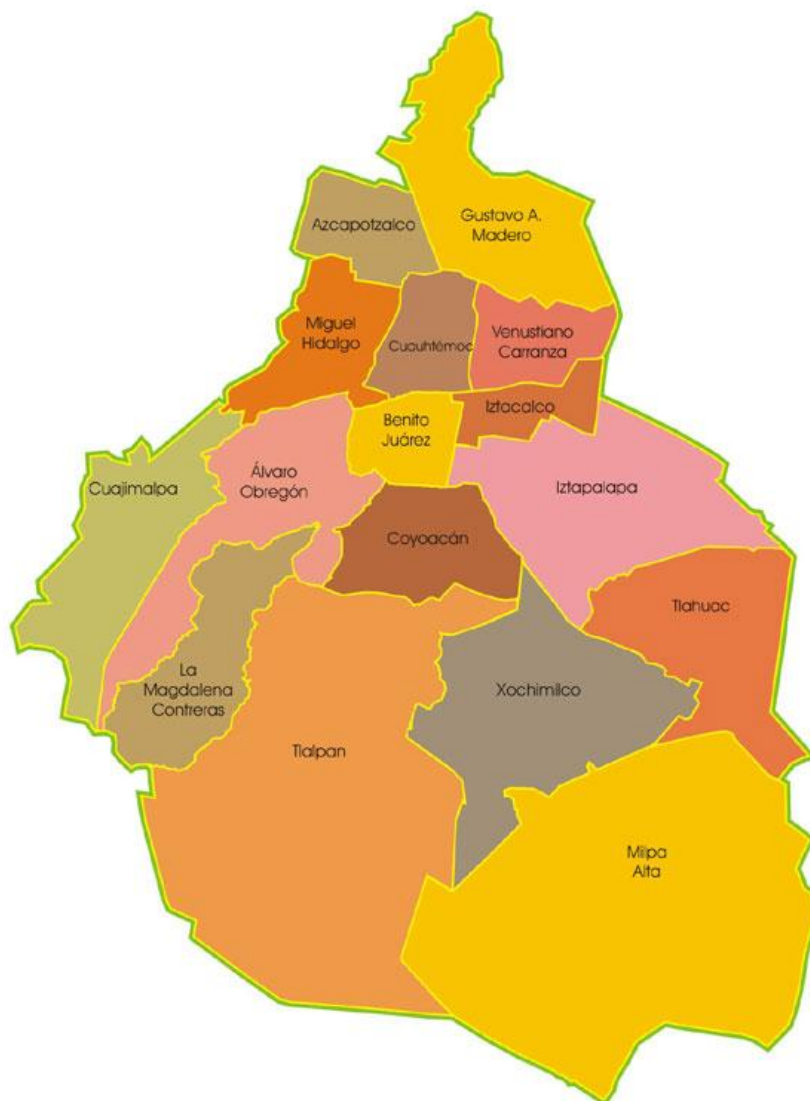 Gustavo A.
Madero
Azcapotzalco
Miguel
Hidalgo
Cuauhtémoc
Venustiano
Carranza
Iztacalco
Benito
Juárez
Cuajimalpa
Álvaro
Obregón
Iztapalapa
Coyoacán
Tlahuac
La
Magdalena
Contreras
Xochimilco
Tlalpan
Milpa
Alta